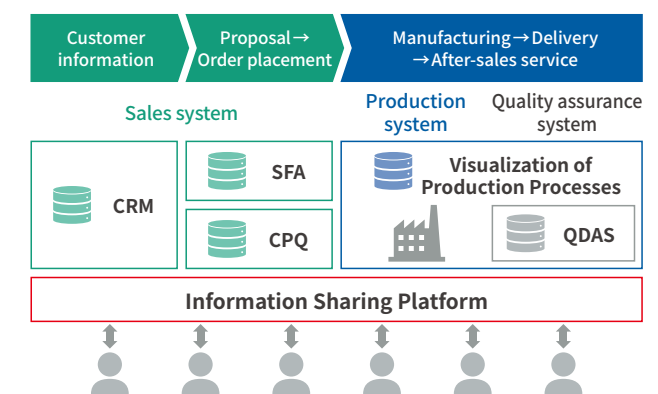 Customer
information
Proposal→
Order placement
Manufacturing→Delivery
→After-sales service
Sales system
Production
system
Quality assurance
system
CRM
SFA
CPQ
Visualization of
Production Processes
QDAS
Information Sharing Platform